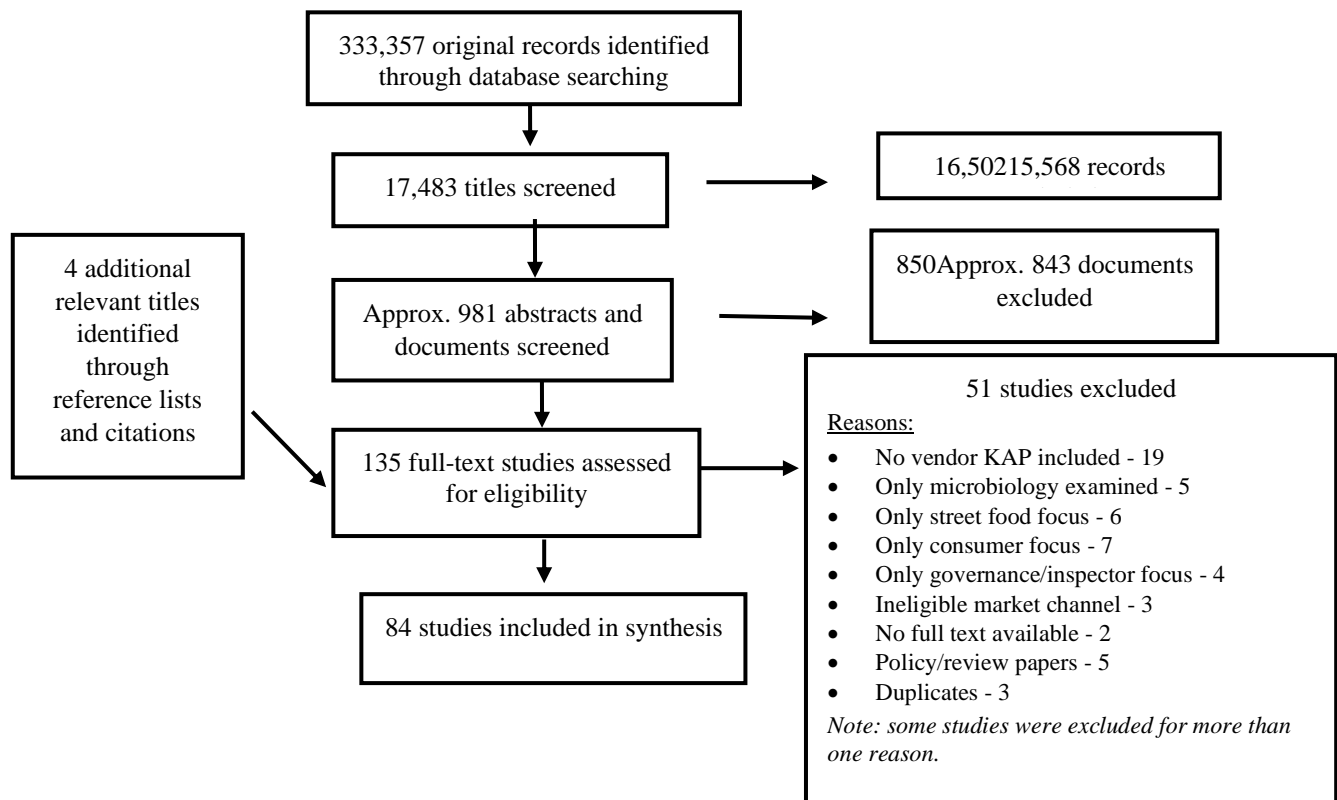 333,357 original records identified
through database searching
17,483 titles screened
16,50215,568 records
4 additional
relevant titles
identified
through
reference lists
and citations
Approx. 981 abstracts and
documents screened
850Approx. 843 documents
excluded
135 full-text studies assessed
for eligibility
51 studies excluded
Reasons:
• No vendor KAP included - 19
• Only microbiology examined - 5
• Only street food focus - 6
• Only consumer focus - 7
• Only governance/inspector focus - 4
• Ineligible market channel - 3
• No full text available - 2
• Policy/review papers - 5
• Duplicates - 3
Note: some studies were excluded for more than
one reason.
84 studies included in synthesis